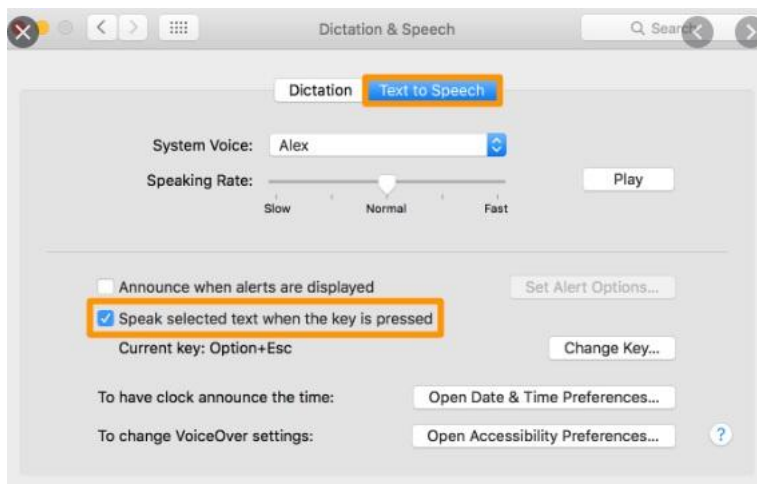 Dictation & Speech
Dictation Text to Speech
System Voice: Alex
Speaking Rate:
Play
Slow Normal Fast
Announce when alerts are displayed Set Alert Options...
Speak selected text when the key is pressed
Current key: Option+Esc Change Key...
To have clock announce the time: Open Date & Time Preferences...
To change VoiceOver settings: Open Accessibility Preferences... ?